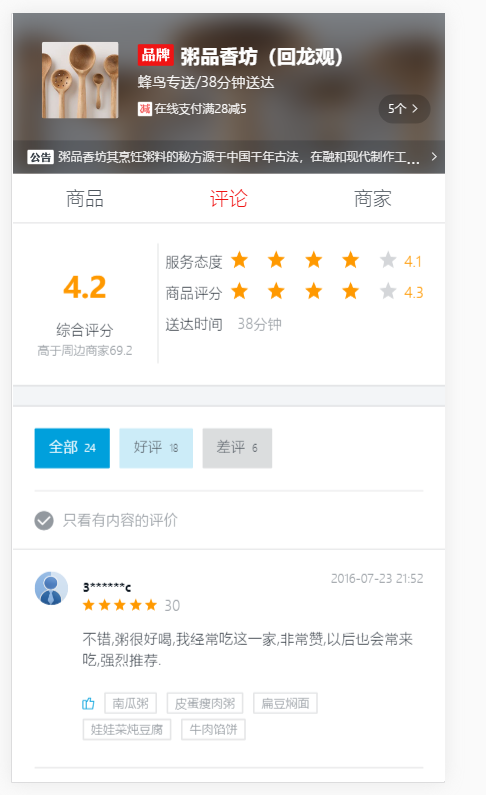 品牌 粥品香坊（回龙观）
蜂鸟专送/38分钟送达
减 在线支付满28减5
5个 >
公告 粥品香坊其烹饪粥料的秘方源于中国千年古法，在融和现代制作工... >
商品 评论 商家
4.2
综合评分
高于周边商家69.2
服务态度 4.1
商品评分 4.3
送达时间 38分钟
全部 24 好评 18 差评 6
只看有内容的评价
3******c
2016-07-23 21:52
30
不错,粥很好喝,我经常吃这一家,非常赞,以后也会常来
吃,强烈推荐.
南瓜粥 皮蛋瘦肉粥 扁豆焖面
娃娃菜炖豆腐 牛肉馅饼